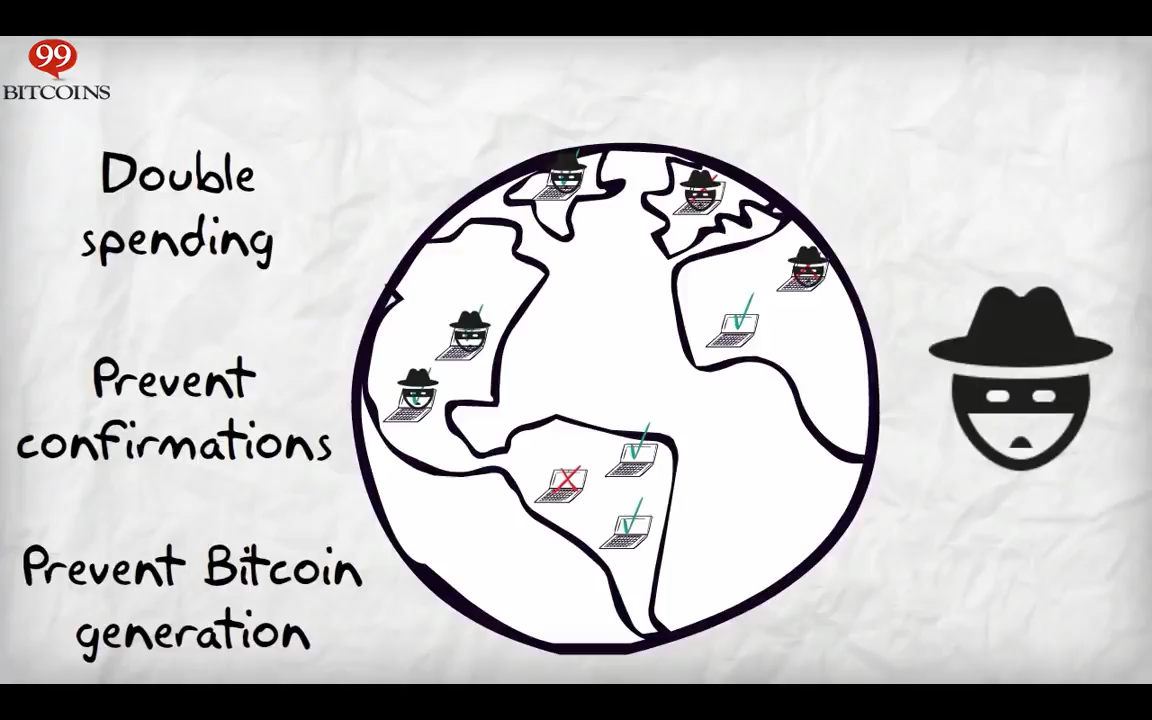 99
BITCOINS
Double
spending
Prevent
confirmations
Prevent Bitcoin
generation